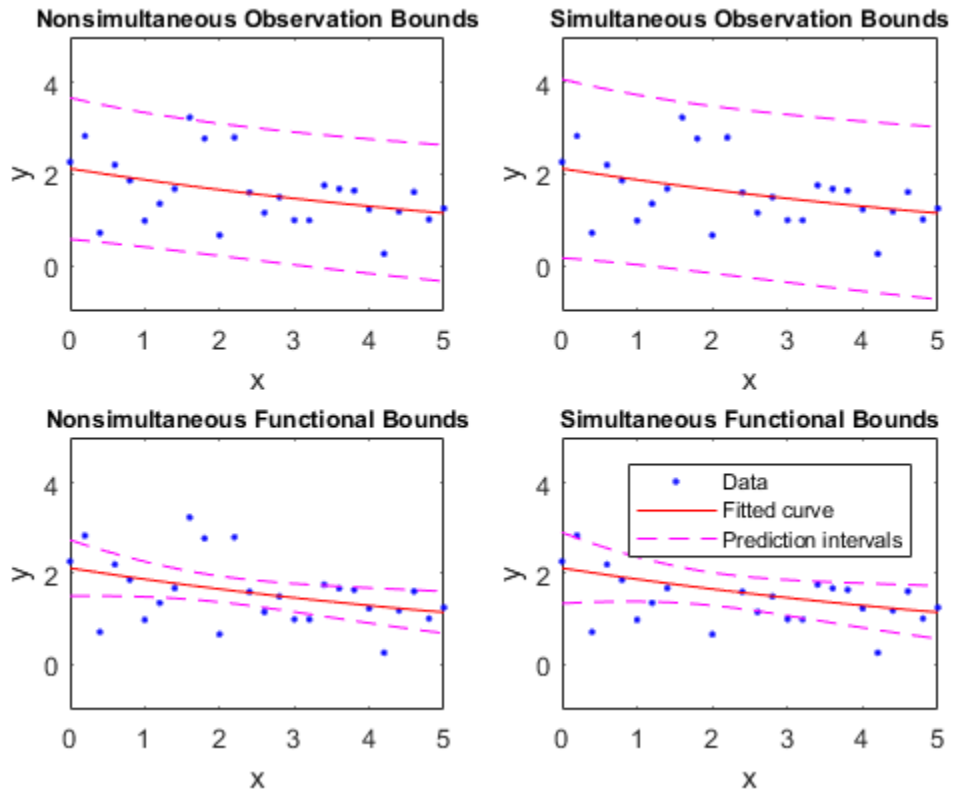 Nonsimultaneous Observation Bounds
4
2
0
y
0 1 2 3 4 5
x
Simultaneous Observation Bounds
4
2
0
y
0 1 2 3 4 5
x
Nonsimultaneous Functional Bounds
4
2
0
y
0 1 2 3 4 5
x
Simultaneous Functional Bounds
4
2
0
y
Data
Fitted curve
Prediction intervals
0 1 2 3 4 5
x